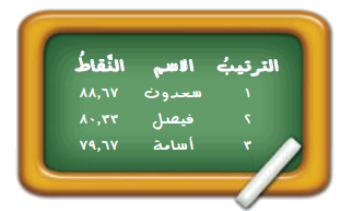 الترتيبُ الاسم النِّقاطُ
١ سعدون ٨٨,٦٧
٢ فيصل ٨٠,٣٣
٣ أسامة ٧٩,٦٧